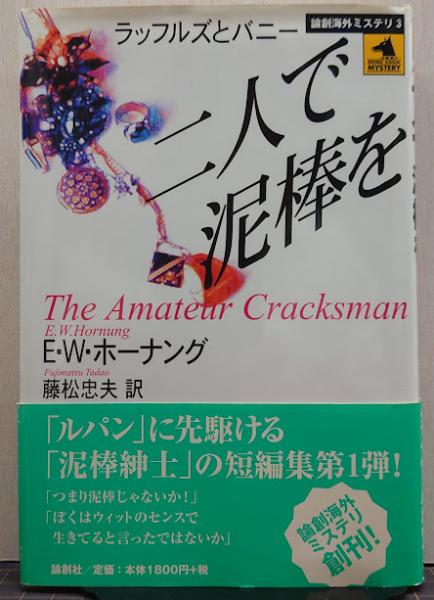 ラッフルズとバニー
論創海外ミステリ3
MYSTERY
二人で
泥棒を
The Amateur Cracksman
E.W.Hornung
E・W・ホーナング
Fujimatsu Tadao
藤松忠夫 訳
「ルパン」に先駆ける
「泥棒紳士」の短編集第1弾!
「つまり泥棒じゃないか!」
「ぼくはウィットのセンスで
生きてると言ったではないか」
論創海外
ミステリ
創刊!
論創社/定価:本体1800円+税